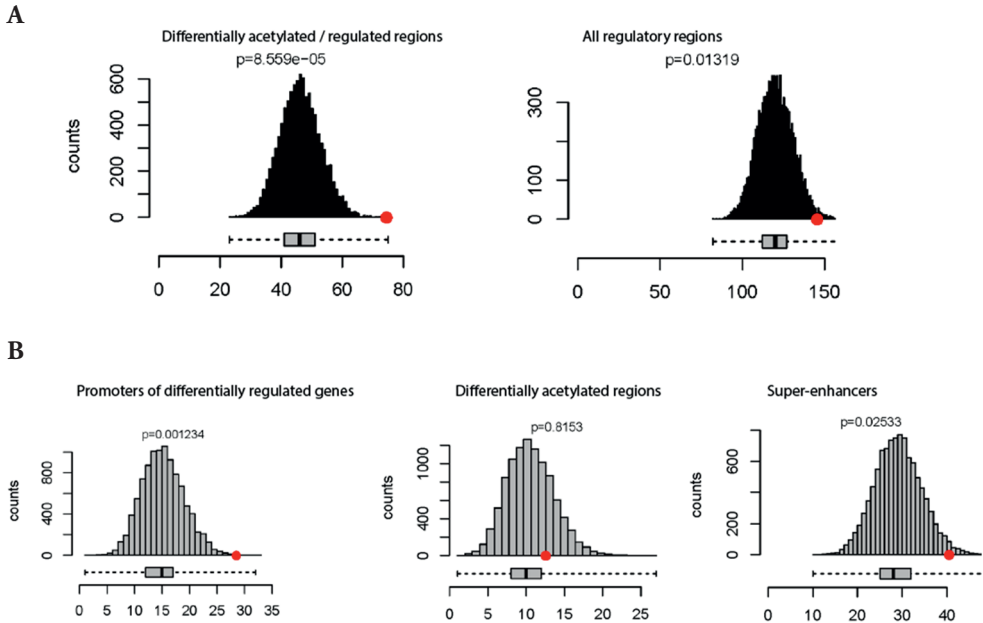 A
Differentially acetylated / regulated regions
p=8.559e−05
counts
0 200 400 600
0 20 40 60 80
All regulatory regions
p=0.01319
0 100 300
0 50 100 150
B
Promoters of differentially regulated genes
p=0.001234
counts
0 400 800
0 5 10 15 20 25 30 35
Differentially acetylated regions
p=0.8153
counts
0 400 1000
0 5 10 15 20 25
Super-enhancers
p=0.02533
counts
0 200 600
0 10 20 30 40